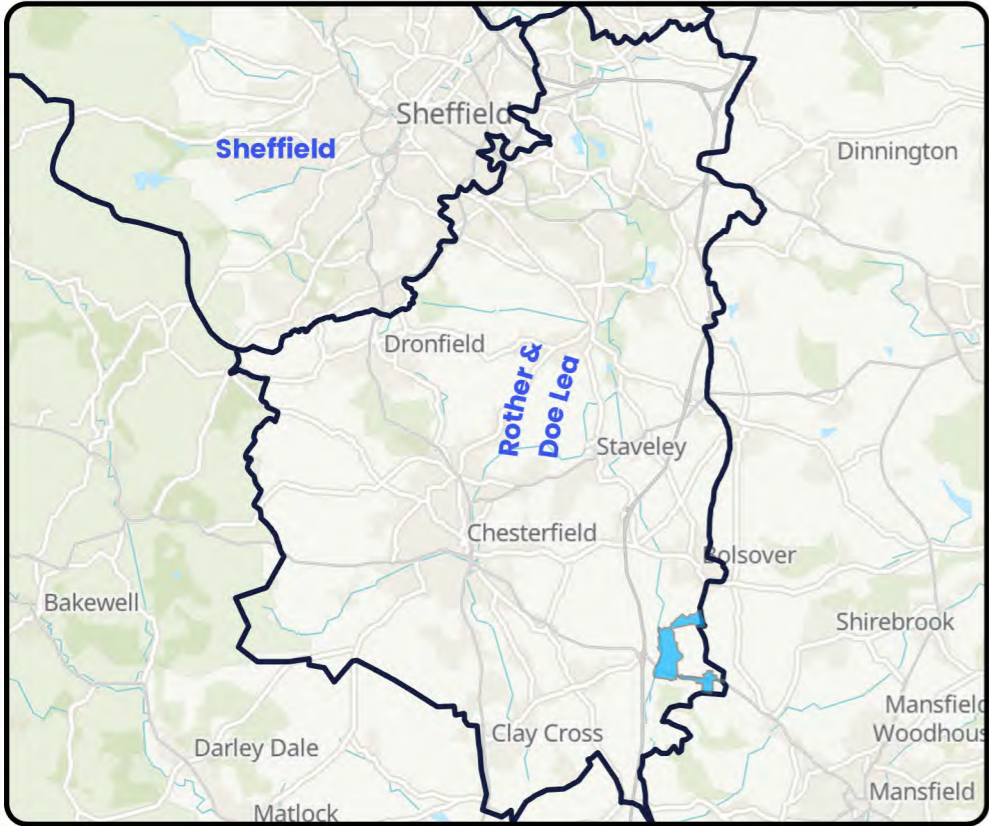 Sheffield
Sheffield
Dinnington
Dronfield
Rother &
Doe Lea
Staveley
Chesterfield
Bolsover
Bakewell
Shirebrook
Mansfield
Woodhous
Clay Cross
Darley Dale
Mansfield
Matlock